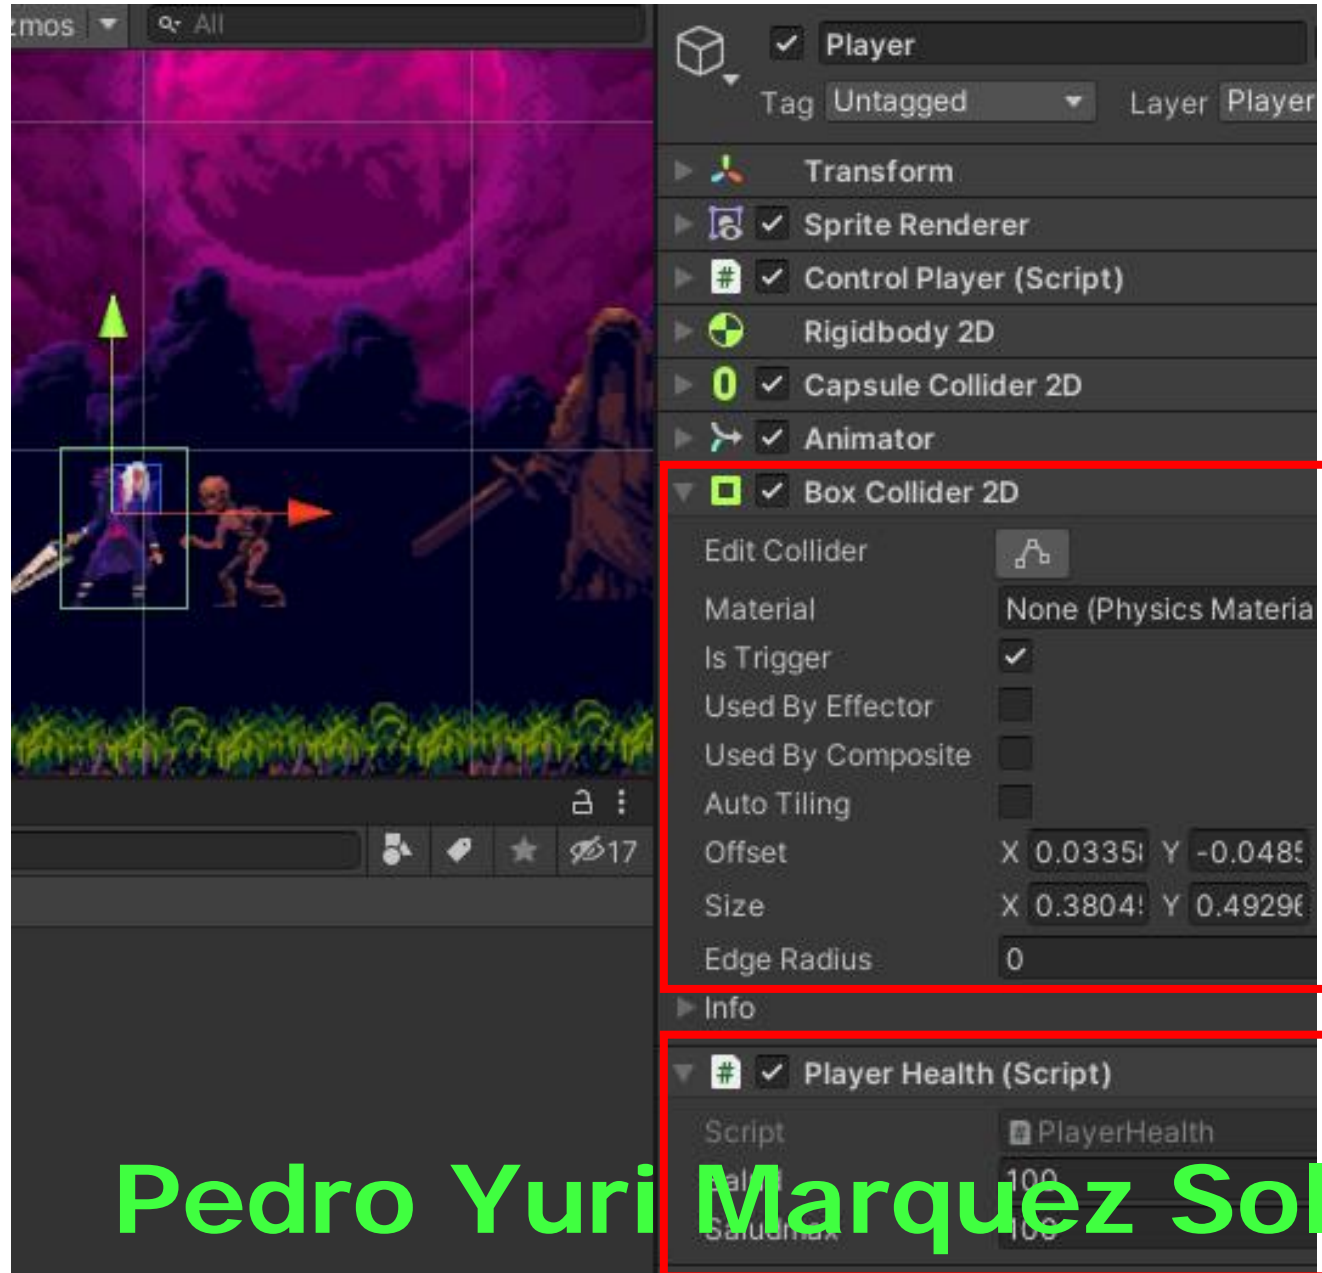 zmos
All
Player
Tag Untagged Layer Player
Transform
Sprite Renderer
Control Player (Script)
Rigidbody 2D
Capsule Collider 2D
Animator
Box Collider 2D
Edit Collider
Material None (Physics Materia
Is Trigger
Used By Effector
Used By Composite
Auto Tiling
17
Offset X 0.0335 Y -0.048
Size X 0.3804 Y 0.4929
Edge Radius 0
Info
Player Health (Script)
Script PlayerHealth
Salud 100
Saludmax 100
Pedro Yuri Marquez Sol